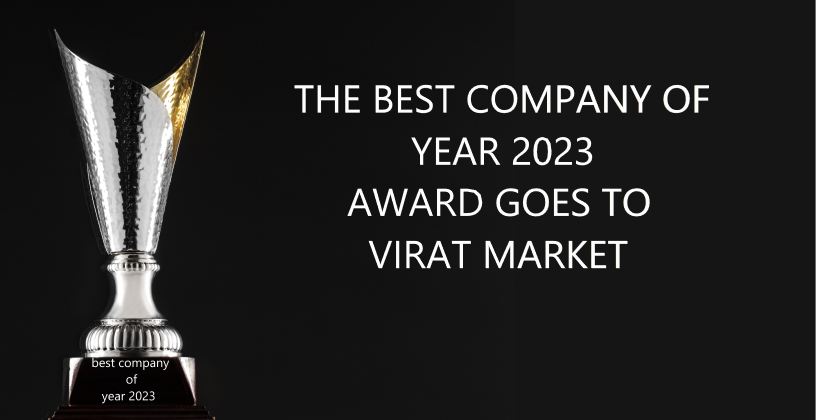 THE BEST COMPANY OF
YEAR 2023
AWARD GOES TO
VIRAT MARKET
best company
of
year 2023